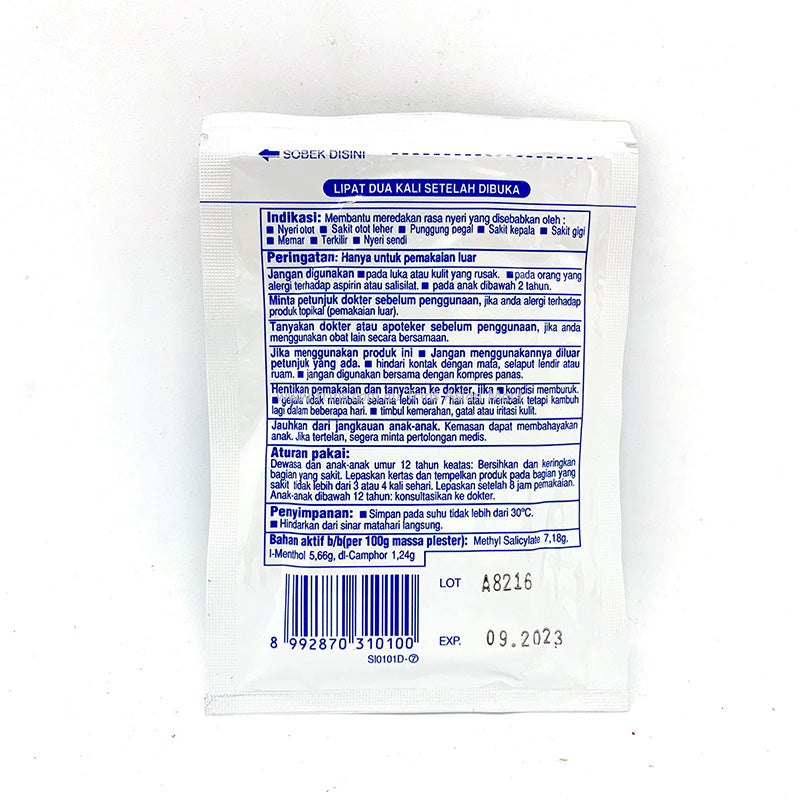 SOBEK DISINI
LIPAT DUA KALI SETELAH DIBUKA
Indikasi: Membantu meredakan rasa nyeri yang disebabkan oleh :
■ Nyeri otot ■ Sakit otot leher ■ Punggung pegal ■ Sakit kepala ■ Sakit gigi
■ Memar ■ Terkilir ■ Nyeri sendi
Peringatan: Hanya untuk pemakaian luar
Jangan digunakan ■ pada luka atau kulit yang rusak. ■ pada orang yang
alergi terhadap aspirin atau salisilat. ■ pada anak dibawah 2 tahun.
Minta petunjuk dokter sebelum penggunaan, jika anda alergi terhadap
produk topikal (pemakaian luar).
Tanyakan dokter atau apoteker sebelum penggunaan, jika anda
menggunakan obat lain secara bersamaan.
Jika menggunakan produk ini ■ Jangan menggunakannya diluar
petunjuk yang ada. ■ hindari kontak dengan mata, selaput lendir atau
ruam. ■ jangan digunakan bersama dengan kompres panas.
Hentikan pemakaian dan tanyakan ke dokter, jika ■ kondisi memburuk.
■ gejala tidak membaik selama lebih dari 7 hari atau membaik tetapi kambuh
lagi dalam beberapa hari. ■ timbul kemerahan, gatal atau iritasi kulit.
Jauhkan dari jangkauan anak-anak. Kemasan dapat membahayakan
anak. Jika tertelan, segera minta pertolongan medis.
Aturan pakai:
Dewasa dan anak-anak umur 12 tahun keatas: Bersihkan dan keringkan
bagian yang sakit. Lepaskan kertas dan tempelkan produk pada bagian yang
sakit tidak lebih dari 3 atau 4 kali sehari. Lepaskan setelah 8 jam pemakaian.
Anak-anak dibawah 12 tahun: konsultasikan ke dokter.
Penyimpanan: ■ Simpan pada suhu tidak lebih dari 30°C.
■ Hindarkan dari sinar matahari langsung.
Bahan aktif b/b(per 100g massa plester): Methyl Salicylate 7,18g,
l-Menthol 5,66g, dl-Camphor 1,24g
LOT A8216
8 992870 310100
EXP. 09.2023
SI0101D-⑦